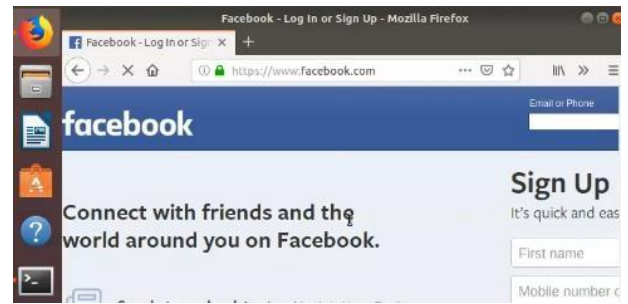 Facebook - Log In or Sign Up - Mozilla Firefox
Facebook - Log In or Sign
https://www.facebook.com
Email or Phone
facebook
Sign Up
It's quick and eas
Connect with friends and the
world around you on Facebook.
First name
Mobile number o